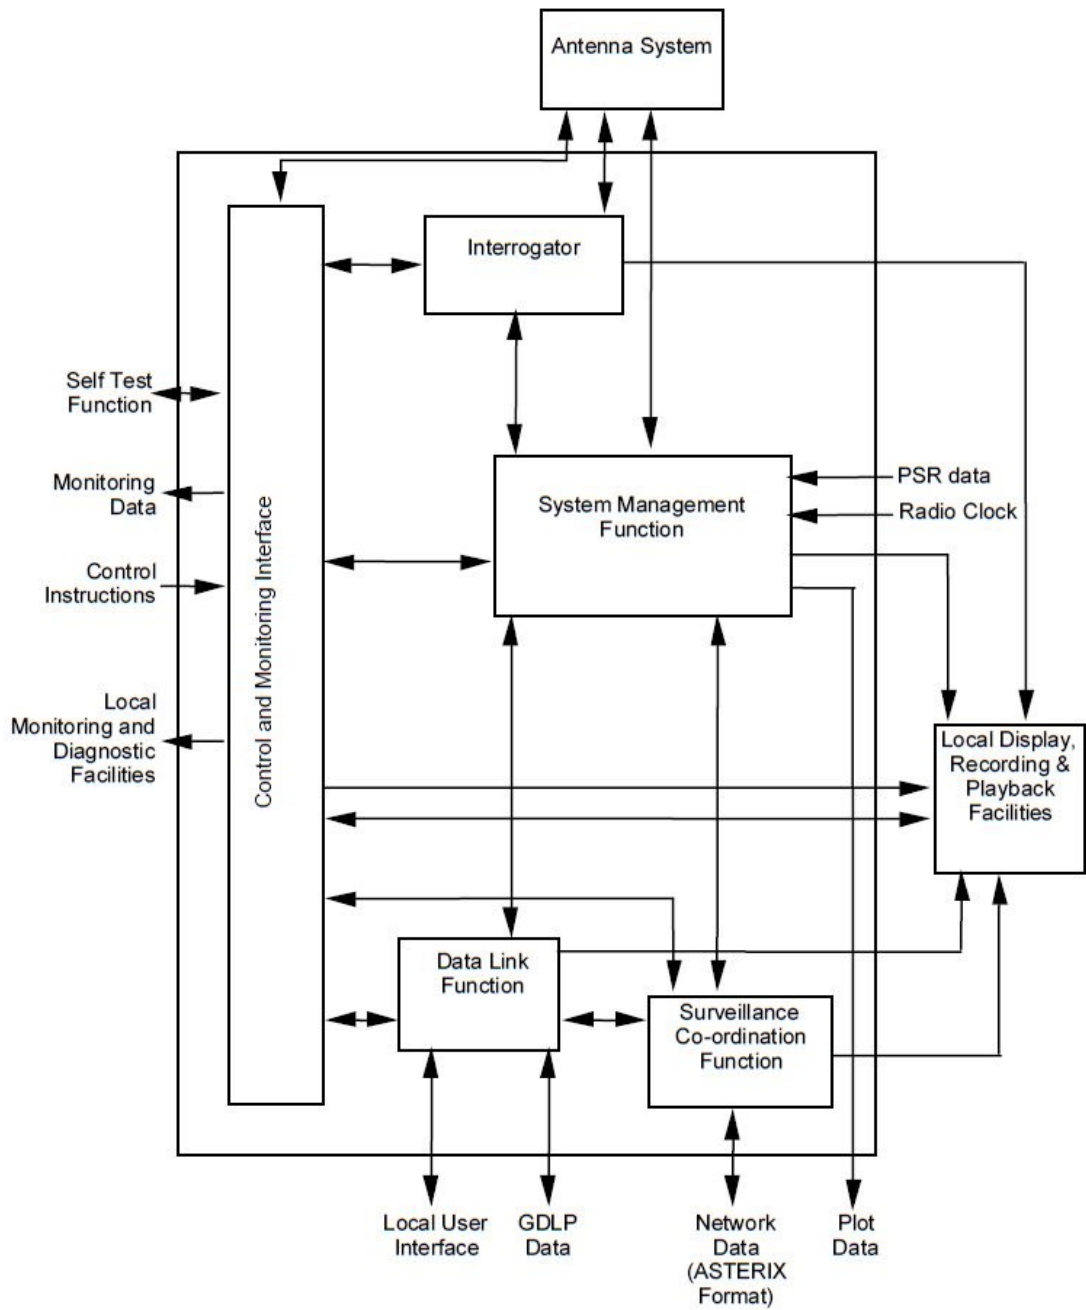 Antenna System
Interrogator
Self Test
Function
Monitoring
Data
Control
Instructions
Local
Monitoring and
Diagnostic
Facilities
Control and Monitoring Interface
System Management
Function
PSR data
Radio Clock
Local Display,
Recording &
Playback
Facilities
Data Link
Function
Surveillance
Co-ordination
Function
Local User
Interface
GDLP
Data
Network
Data
(ASTERIX
Format)
Plot
Data